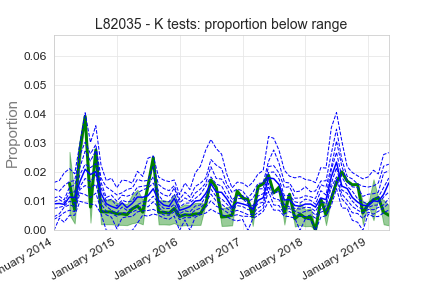 L82035 - K tests: proportion below range
Proportion
0.06
0.05
0.04
0.03
0.02
0.01
0.00
nuary 2014
January 2015
January 2016
January 2017
January 2018
January 2019